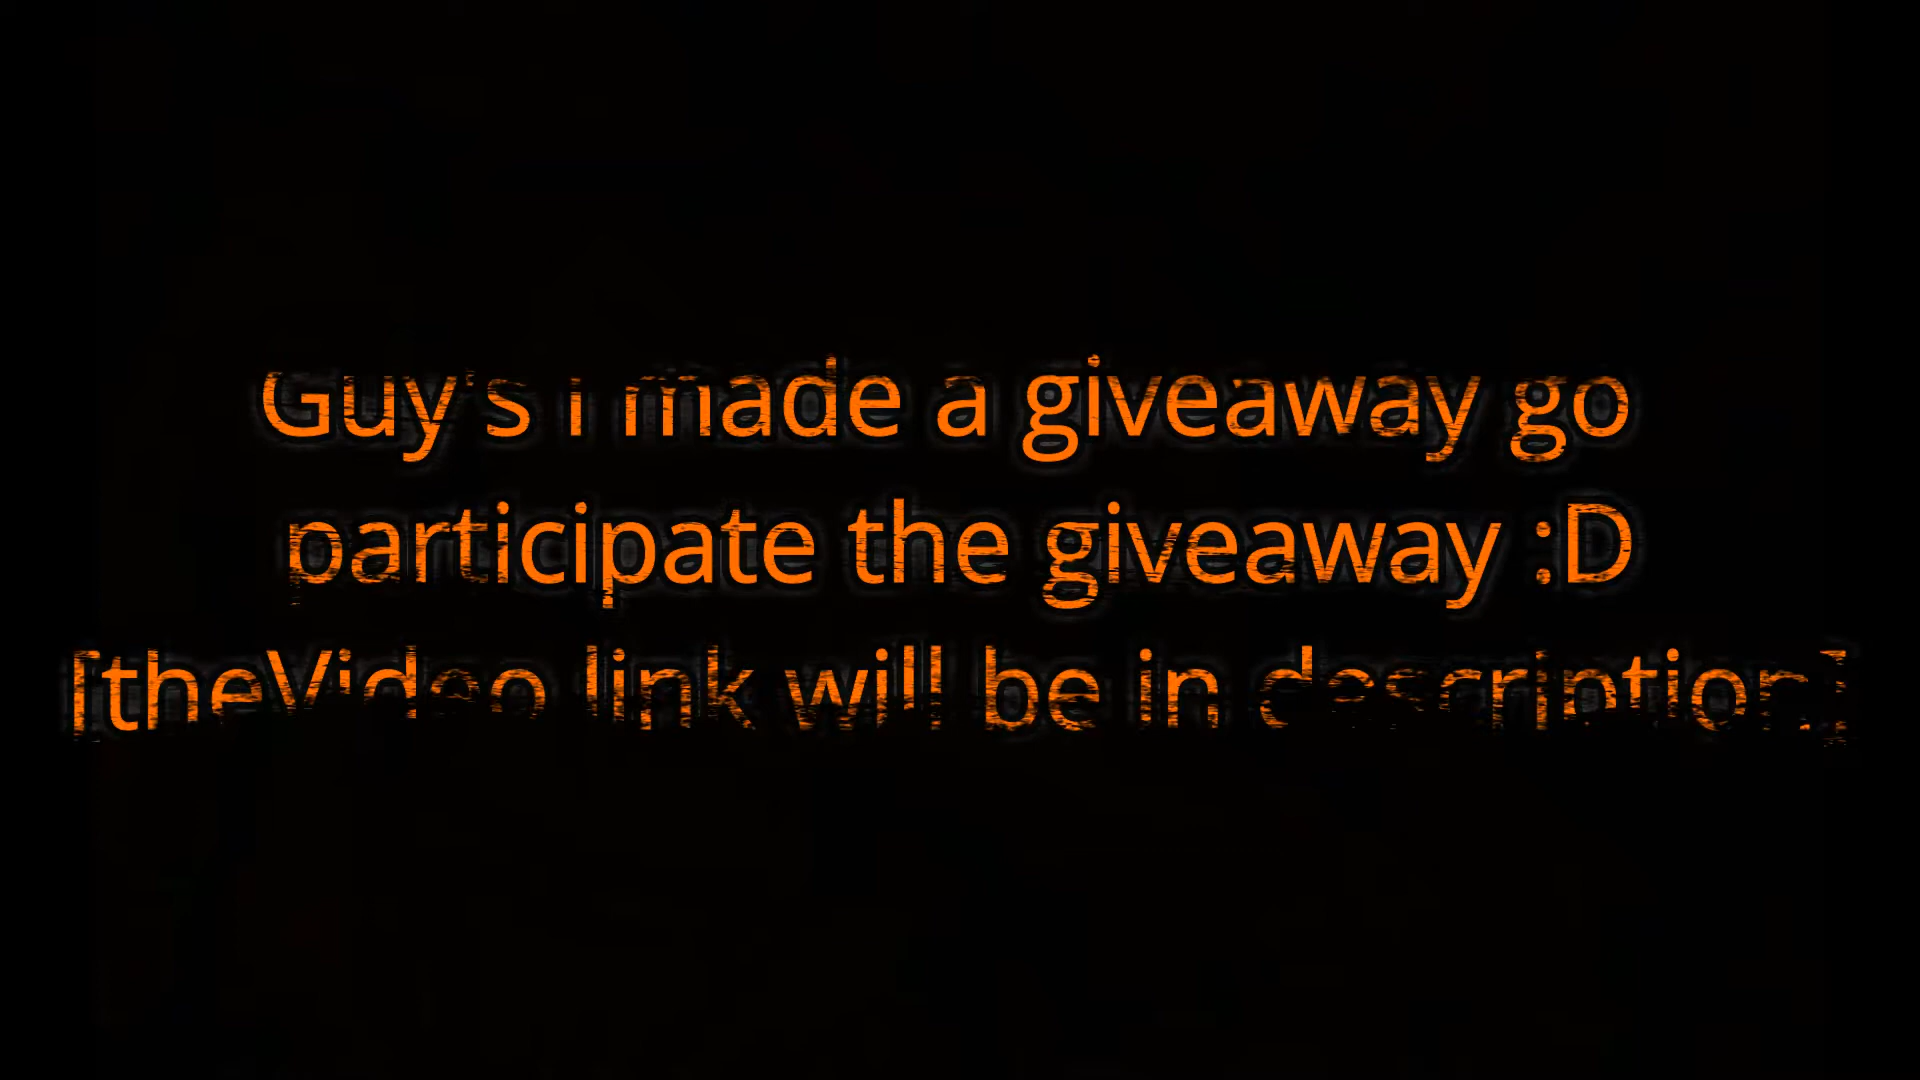 Guy's i made a giveaway go
participate the giveaway :D
[theVideo link will be in description]